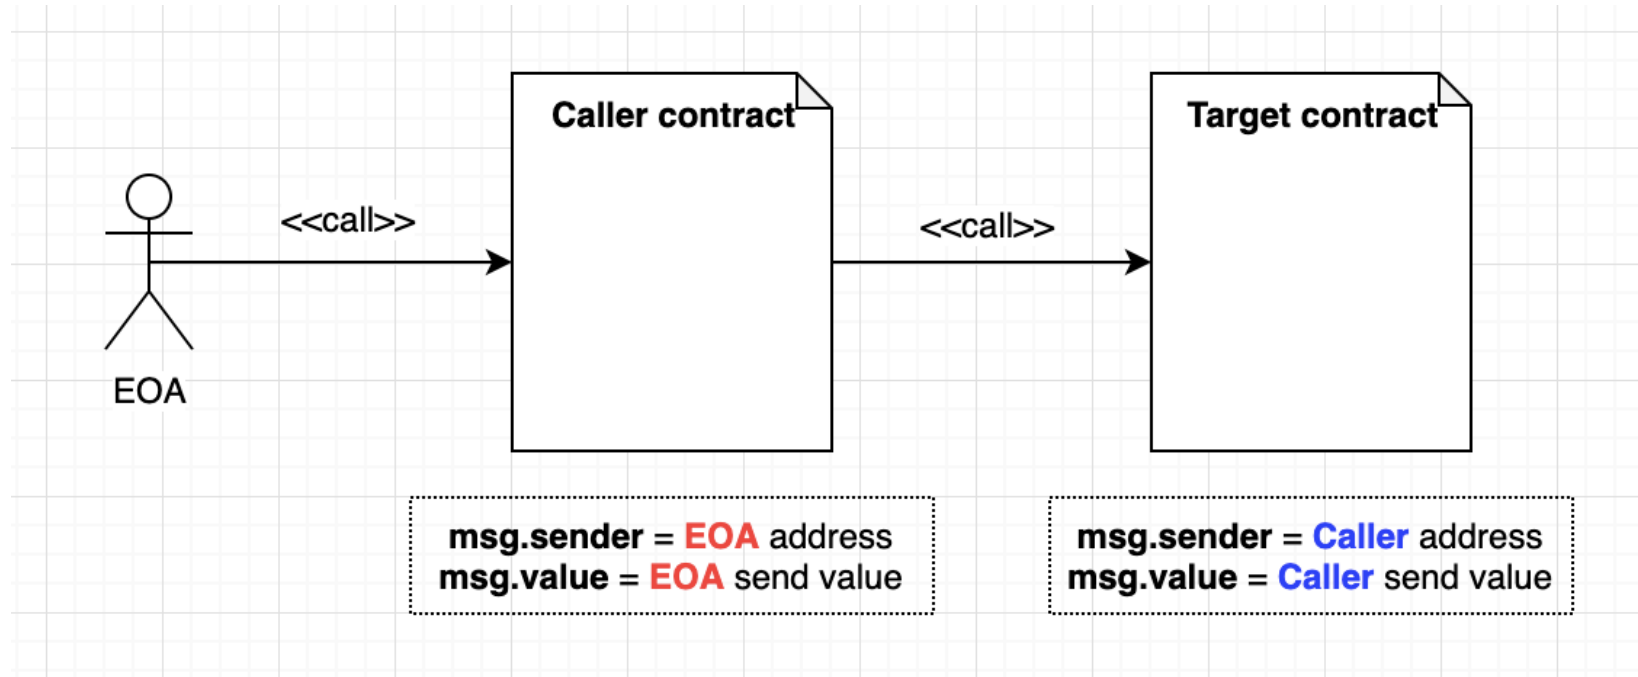 Caller contract
Target contract
<<call>>
<<call>>
EOA
msg.sender = EOA address
msg.value = EOA send value
msg.sender = Caller address
msg.value = Caller send value